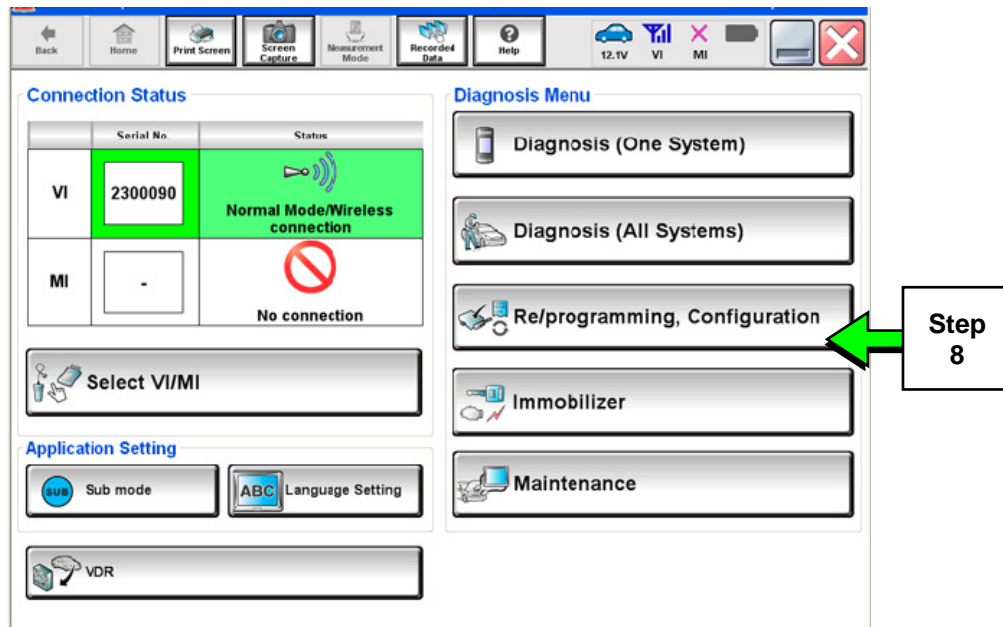 Back
Home
Print Screen
Screen
Capture
Measurement
Mode
Recorded
Data
Help
12.1V
VI
MI
Connection Status
Serial No.
Status
VI
2300090
Normal Mode/Wireless
connection
MI
-
No connection
Select VI/MI
Application Setting
SUB
Sub mode
ABC
Language Setting
VDR
Diagnosis Menu
Diagnosis (One System)
Diagnosis (All Systems)
Re/programming, Configuration
Immobilizer
Maintenance
Step
8